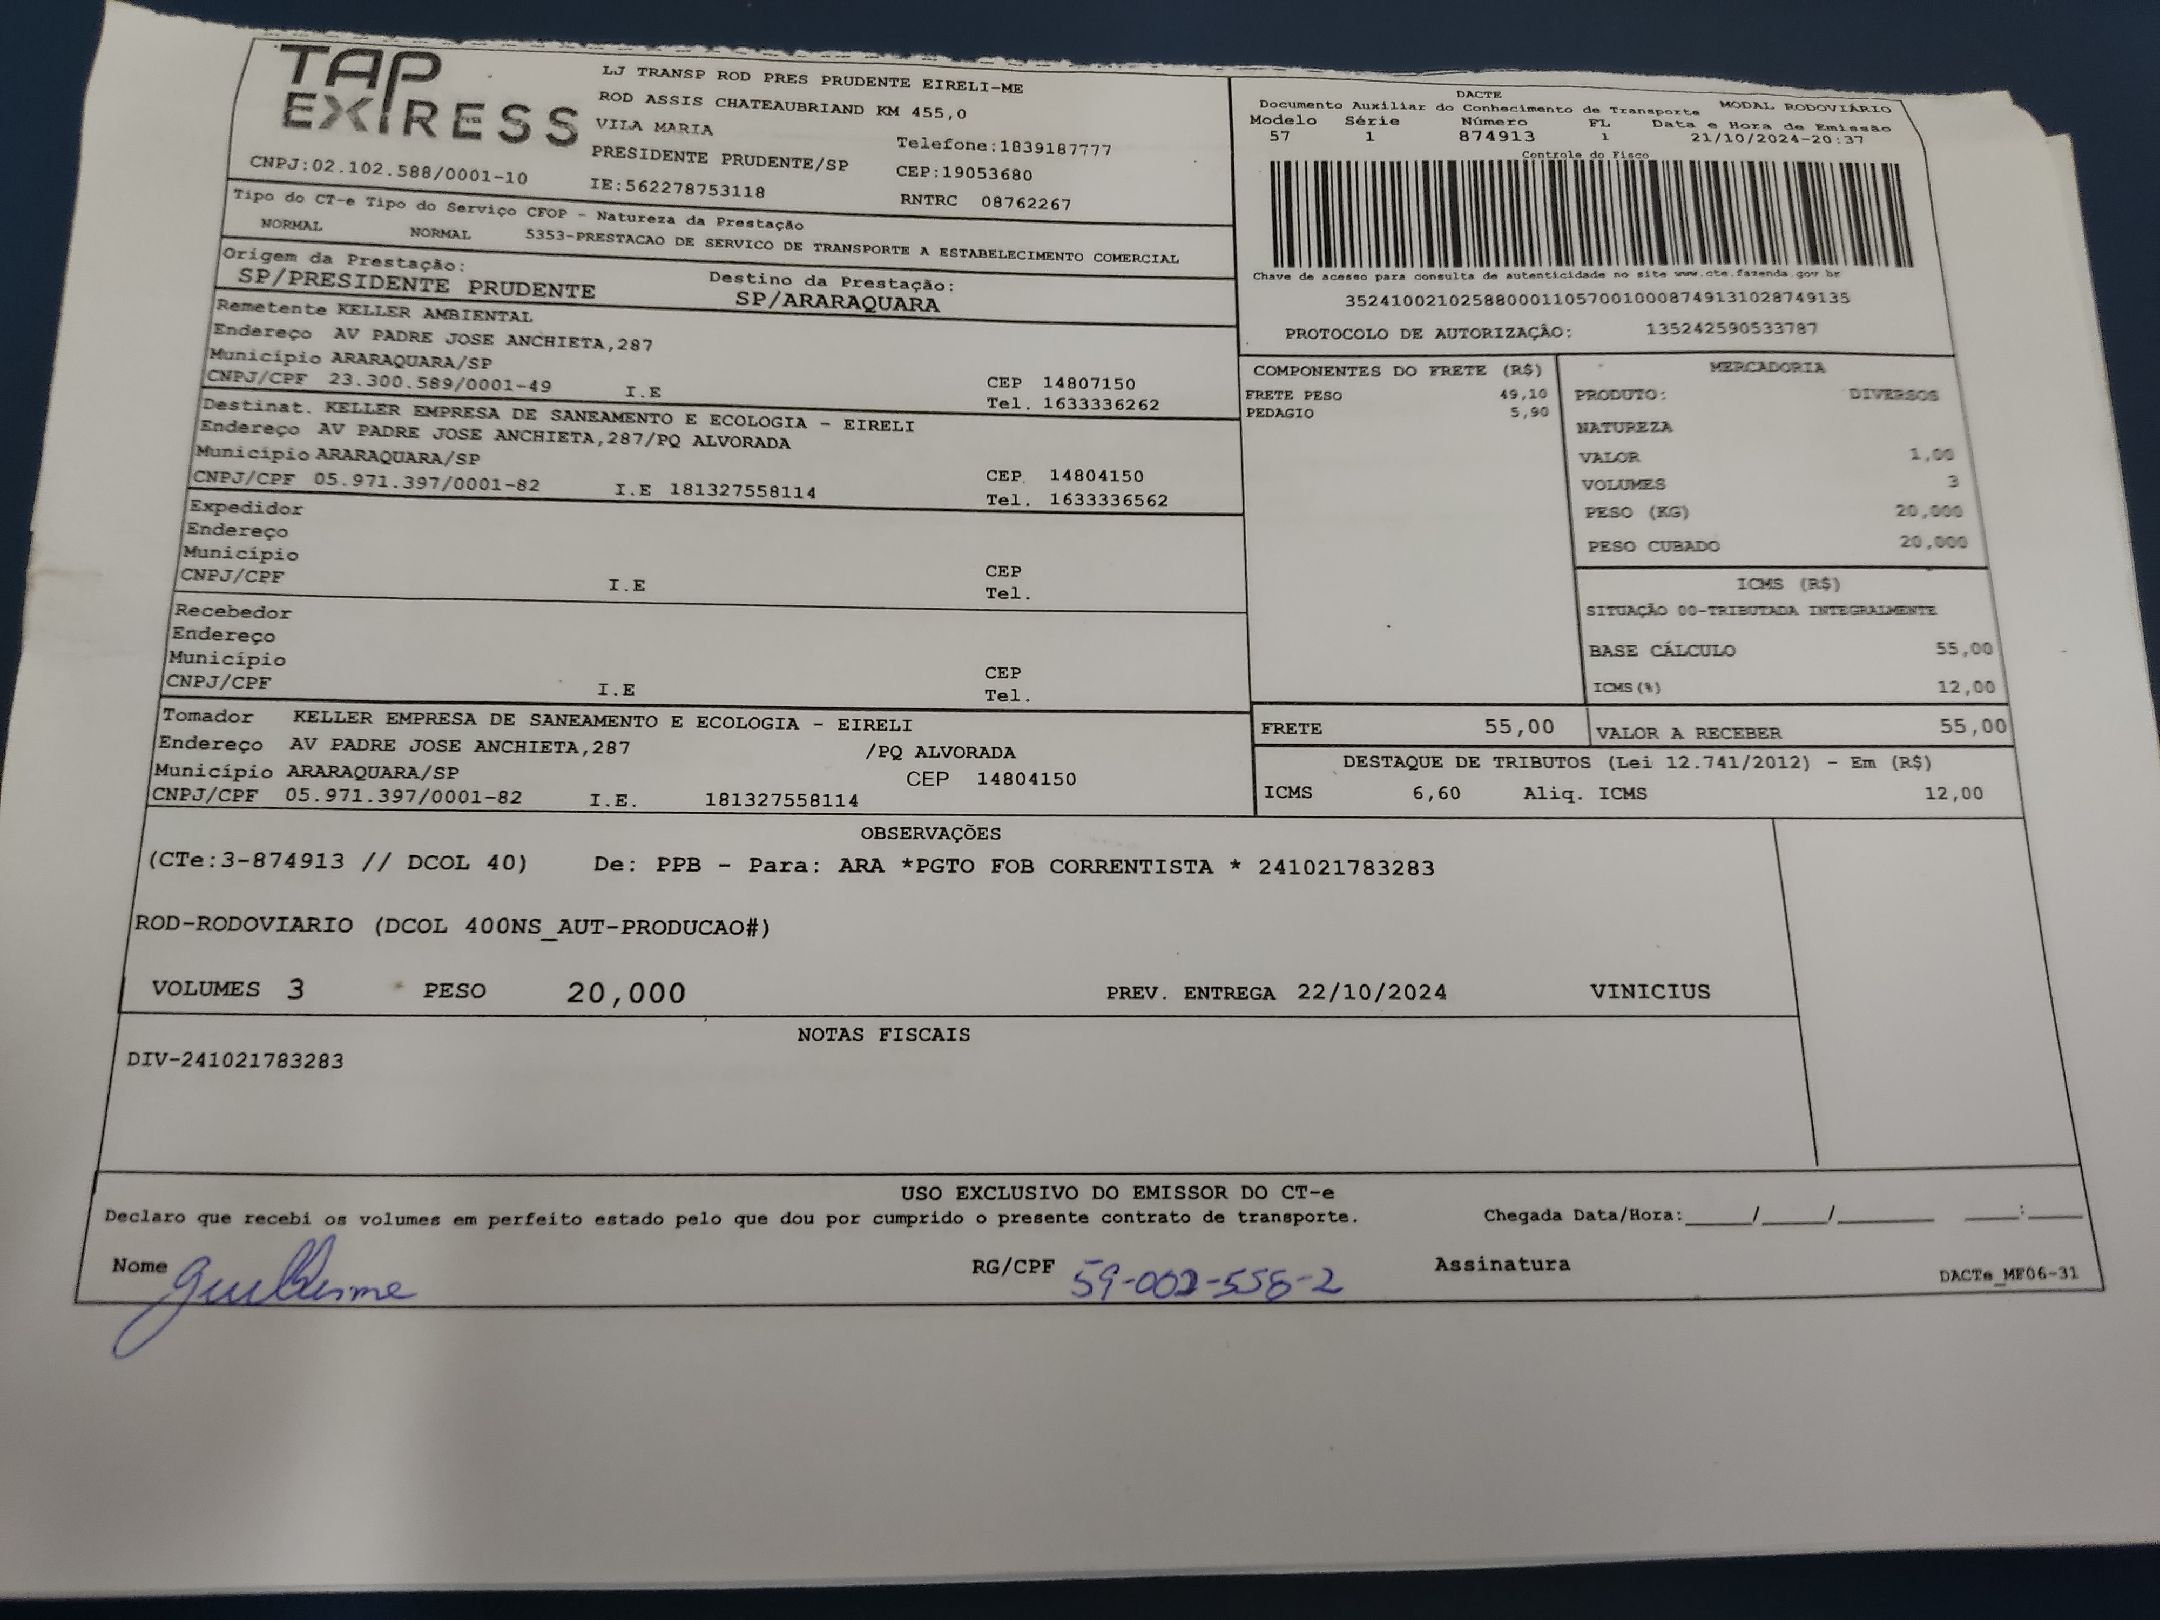 TAP EXPRESS
LJ TRANSP ROD PRES PRUDENTE EIRELI-ME
ROD ASSIS CHATEAUBRIAND KM 455,0
VILA MARIA
Telefone:1839187777
PRESIDENTE PRUDENTE/SP CEP:19053680
CNPJ:02.102.588/0001-10 IE:562278753118 RNTRC 08762267
Tipo do CT-e Tipo do Serviço CFOP - Natureza da Prestação
NORMAL NORMAL 5353-PRESTACAO DE SERVICO DE TRANSPORTE A ESTABELECIMENTO COMERCIAL
Origem da Prestação: Destino da Prestação:
SP/PRESIDENTE PRUDENTE SP/ARARAQUARA
Remetente KELLER AMBIENTAL
Endereço AV PADRE JOSE ANCHIETA,287
Município ARARAQUARA/SP CEP 14807150
CNPJ/CPF 23.300.589/0001-49 I.E Tel. 1633336262
Destinat. KELLER EMPRESA DE SANEAMENTO E ECOLOGIA - EIRELI
Endereço AV PADRE JOSE ANCHIETA,287/PQ ALVORADA
Município ARARAQUARA/SP CEP 14804150
CNPJ/CPF 05.971.397/0001-82 I.E 181327558114 Tel. 1633336562
Expedidor
Endereço
Município CEP
CNPJ/CPF I.E Tel.
Recebedor
Endereço
Município CEP
CNPJ/CPF I.E Tel.
Tomador KELLER EMPRESA DE SANEAMENTO E ECOLOGIA - EIRELI
Endereço AV PADRE JOSE ANCHIETA,287 /PQ ALVORADA
Município ARARAQUARA/SP CEP 14804150
CNPJ/CPF 05.971.397/0001-82 I.E. 181327558114
DACTE
Documento Auxiliar do Conhecimento de Transporte MODAL RODOVIÁRIO
Modelo Série Número FL Data e Hora de Emissão
57 1 874913 1 21/10/2024-20:37
Controle do Fisco
Chave de acesso para consulta de autenticidade no site www.cte.fazenda.gov br
35241002102588000110570010008749131028749135
PROTOCOLO DE AUTORIZAÇÃO: 135242590533787
COMPONENTES DO FRETE (R$)
FRETE PESO 49,10
PEDAGIO 5,90
MERCADORIA
PRODUTO: DIVERSOS
NATUREZA
VALOR 1,00
VOLUMES 3
PESO (KG) 20,000
PESO CUBADO 20,000
ICMS (R$)
SITUAÇÃO 00-TRIBUTADA INTEGRALMENTE
BASE CÁLCULO 55,00
ICMS(%) 12,00
FRETE 55,00 VALOR A RECEBER 55,00
DESTAQUE DE TRIBUTOS (Lei 12.741/2012) - Em (R$)
ICMS 6,60 Aliq. ICMS 12,00
OBSERVAÇÕES
(CTe:3-874913 // DCOL 40) De: PPB - Para: ARA *PGTO FOB CORRENTISTA * 241021783283
ROD-RODOVIARIO (DCOL 400NS_AUT-PRODUCAO#)
VOLUMES 3 PESO 20,000 PREV. ENTREGA 22/10/2024 VINICIUS
NOTAS FISCAIS
DIV-241021783283
USO EXCLUSIVO DO EMISSOR DO CT-e
Declaro que recebi os volumes em perfeito estado pelo que dou por cumprido o presente contrato de transporte. Chegada Data/Hora:_____/_____/________ ____:____
Nome Guilherme RG/CPF 59-002-558-2 Assinatura
DACTe_MF06-31